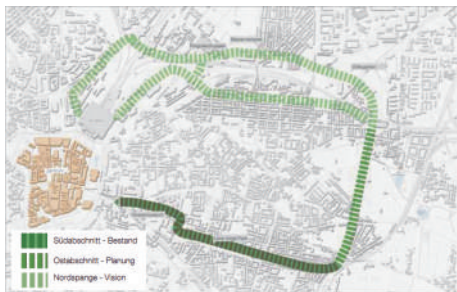 Südabschnitt - Bestand
Ostabschnitt - Planung
Nordspange - Vision